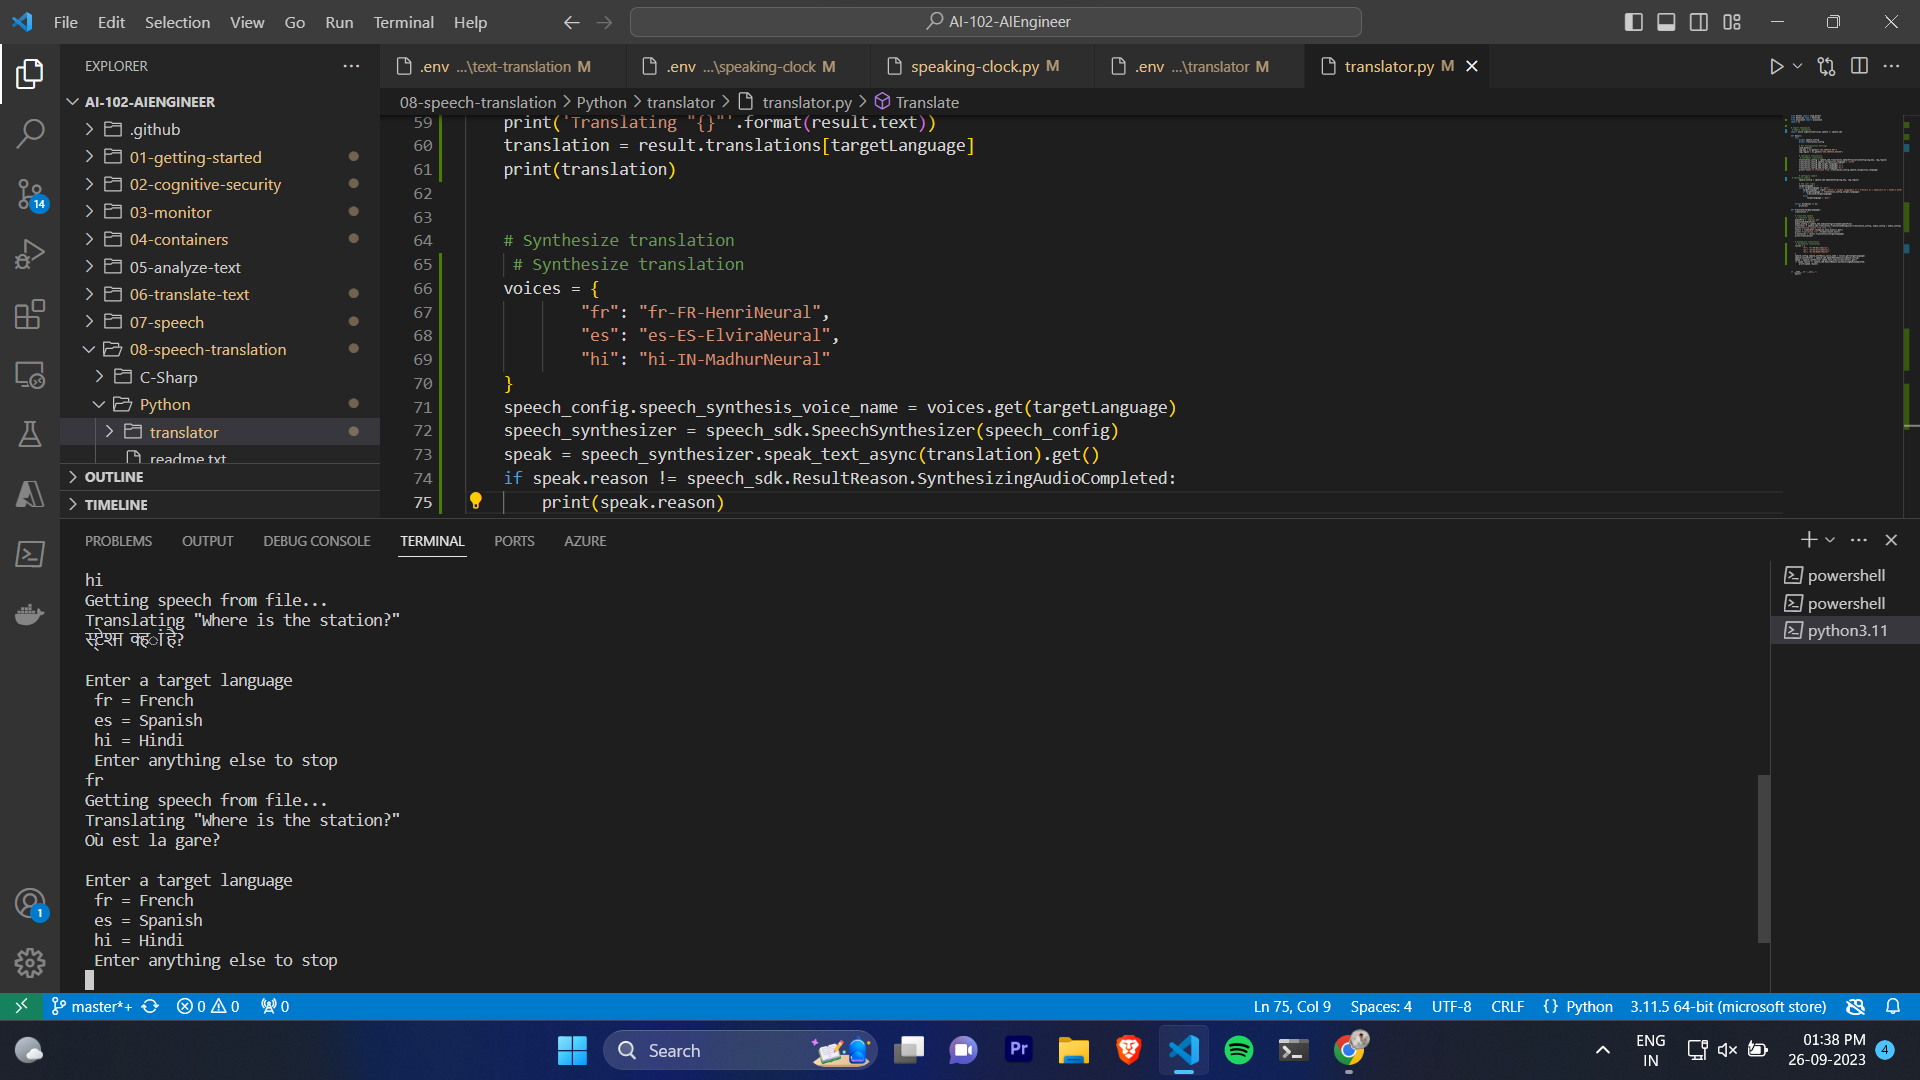 File Edit Selection View Go Run Terminal Help
AI-102-AIEngineer
EXPLORER
.env ...\text-translation M
.env ...\speaking-clock M
speaking-clock.py M
.env ...\translator M
translator.py M
AI-102-AIENGINEER
.github
01-getting-started
02-cognitive-security
03-monitor
04-containers
05-analyze-text
06-translate-text
07-speech
08-speech-translation
C-Sharp
Python
translator
readme.txt
OUTLINE
TIMELINE
14
1
08-speech-translation > Python > translator > translator.py > Translate
59 print('Translating "{}"'.format(result.text))
60 translation = result.translations[targetLanguage]
61 print(translation)
62
63
64 # Synthesize translation
65 # Synthesize translation
66 voices = {
67 "fr": "fr-FR-HenriNeural",
68 "es": "es-ES-ElviraNeural",
69 "hi": "hi-IN-MadhurNeural"
70 }
71 speech_config.speech_synthesis_voice_name = voices.get(targetLanguage)
72 speech_synthesizer = speech_sdk.SpeechSynthesizer(speech_config)
73 speak = speech_synthesizer.speak_text_async(translation).get()
74 if speak.reason != speech_sdk.ResultReason.SynthesizingAudioCompleted:
75 print(speak.reason)
PROBLEMS OUTPUT DEBUG CONSOLE TERMINAL PORTS AZURE
hi
Getting speech from file...
Translating "Where is the station?"
स्टेशन कहां है?
Enter a target language
fr = French
es = Spanish
hi = Hindi
Enter anything else to stop
fr
Getting speech from file...
Translating "Where is the station?"
Où est la gare?
Enter a target language
fr = French
es = Spanish
hi = Hindi
Enter anything else to stop
powershell
powershell
python3.11
master*+ 0 0 0
Ln 75, Col 9 Spaces: 4 UTF-8 CRLF {} Python 3.11.5 64-bit (microsoft store)
Search
Pr
ENG
IN
01:38 PM
26-09-2023
4